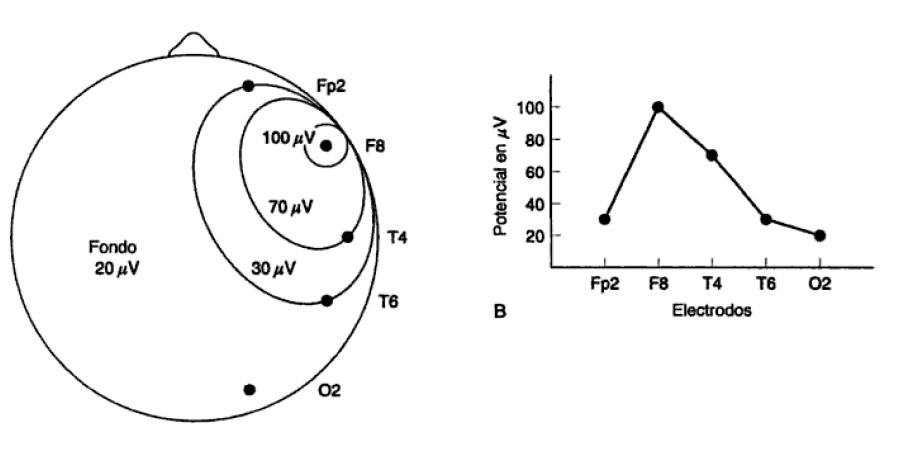 Fp2
100 μV
F8
70 μV
T4
Fondo
20 μV
30 μV
T6
O2
Potencial en μV
100
80
60
40
20
Fp2 F8 T4 T6 O2
B
Electrodos